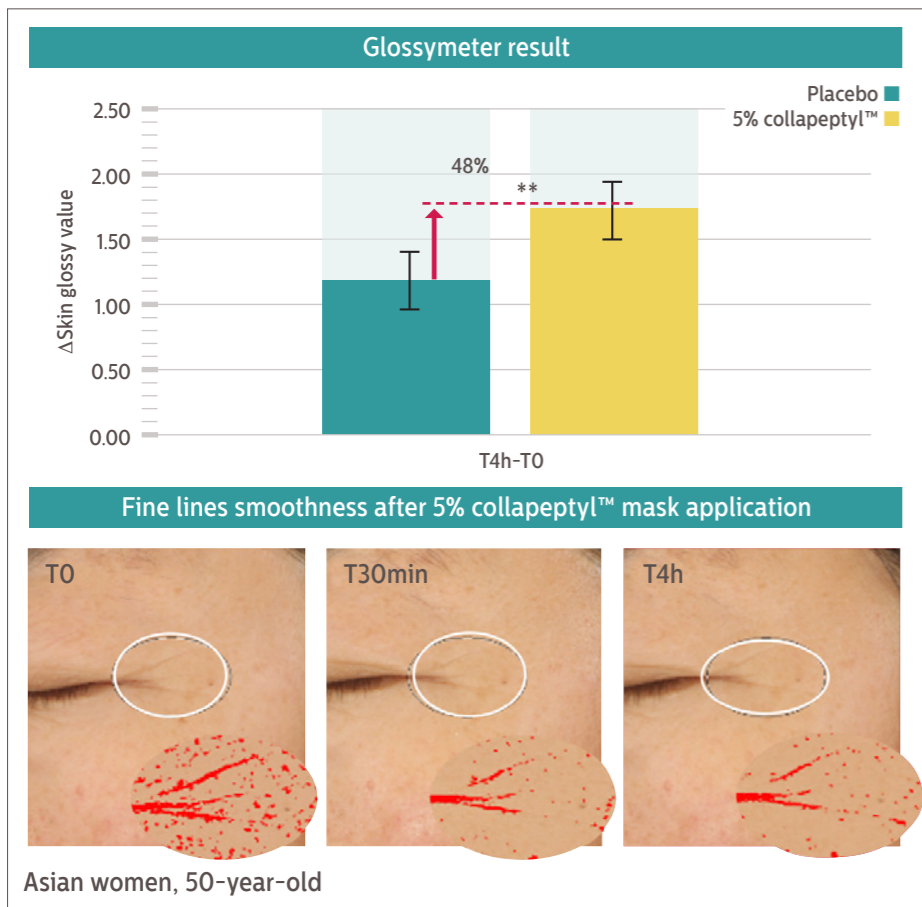 Glossymeter result
Placebo
5% collapeptyl™
ΔSkin glossy value
2.50
2.00
1.50
1.00
0.50
0.00
48%
**
T4h-T0
Fine lines smoothness after 5% collapeptyl™ mask application
T0
T30min
T4h
Asian women, 50-year-old